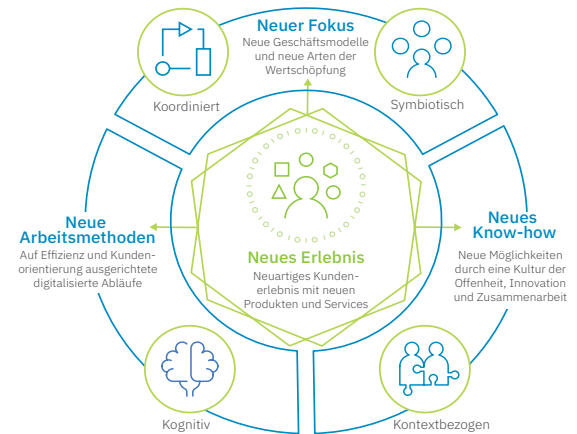 Neuer Fokus
Neue Geschäftsmodelle
und neue Arten der
Wertschöpfung
Koordiniert
Symbiotisch
Neue
Arbeitsmethoden
Auf Effizienz und Kunden-
orientierung ausgerichtete
digitalisierte Abläufe
Neues Erlebnis
Neuartiges Kunden-
erlebnis mit neuen
Produkten und Services
Neues
Know-how
Neue Möglichkeiten
durch eine Kultur der
Offenheit, Innovation
und Zusammenarbeit
Kognitiv
Kontextbezogen